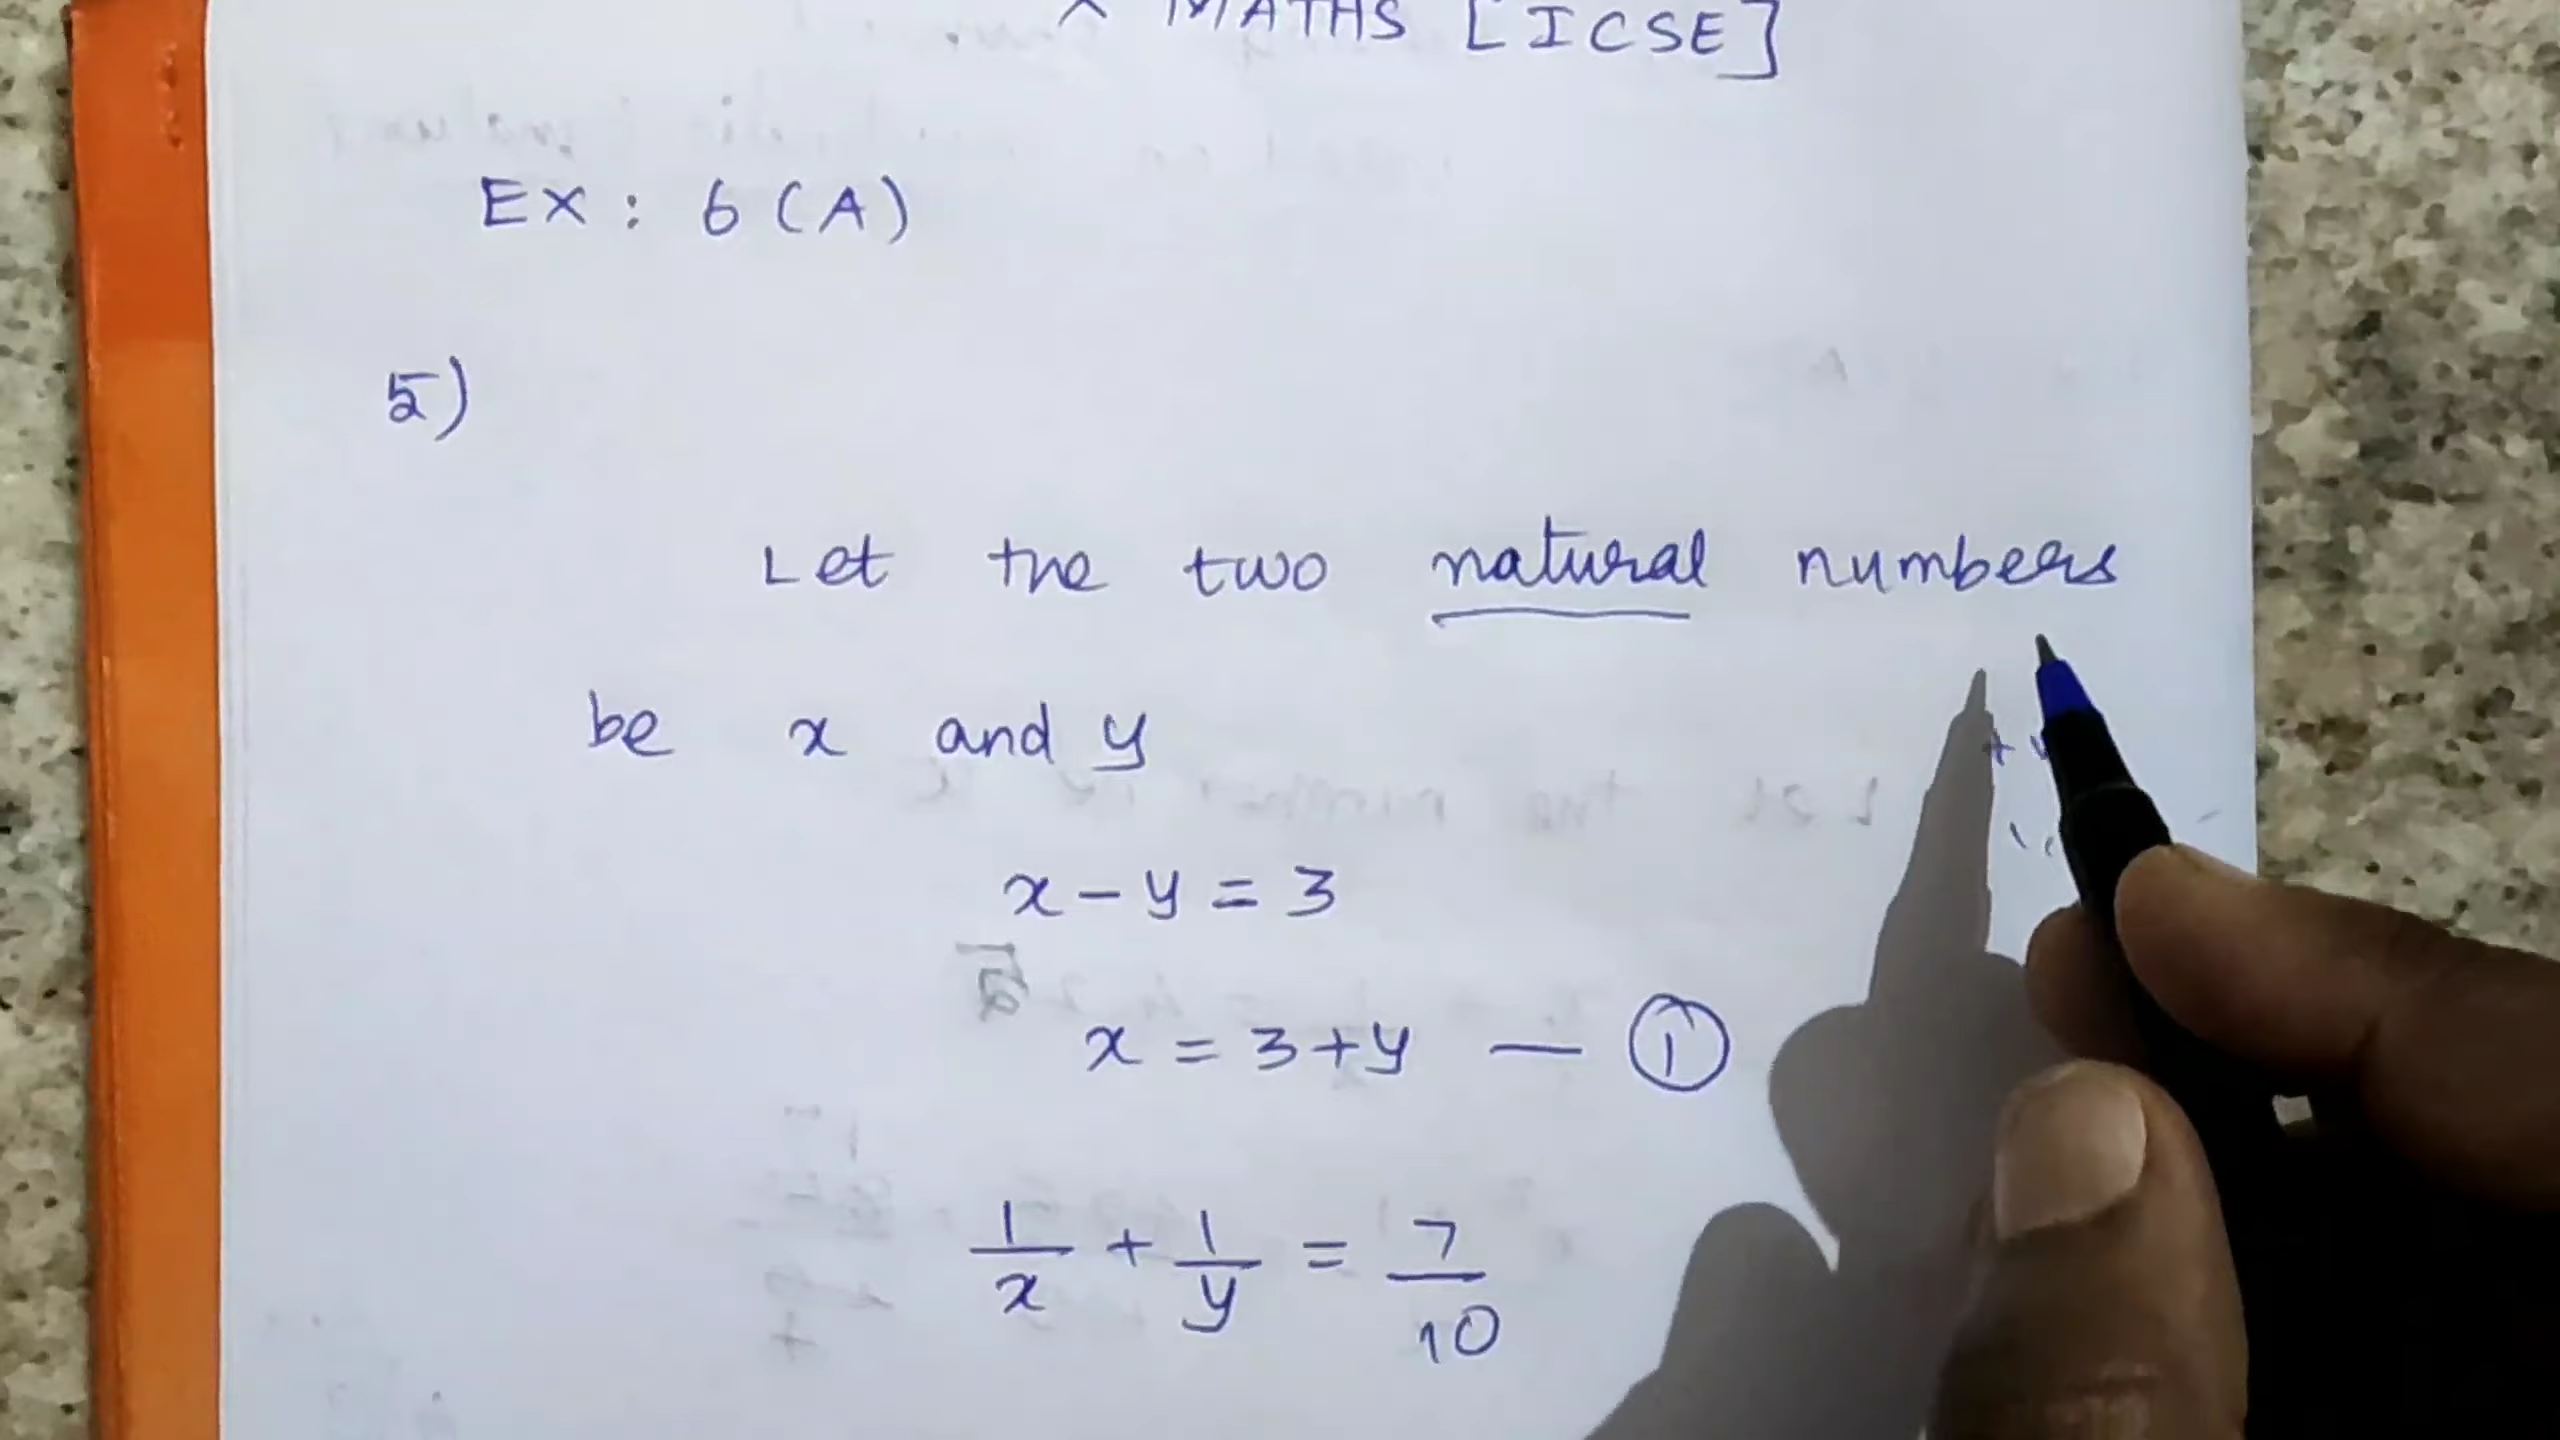 X MATHS [ICSE]
EX : 6 (A)
5)
Let the two natural numbers
be x and y
x - y = 3
x = 3 + y — ①
1/x + 1/y = 7/10